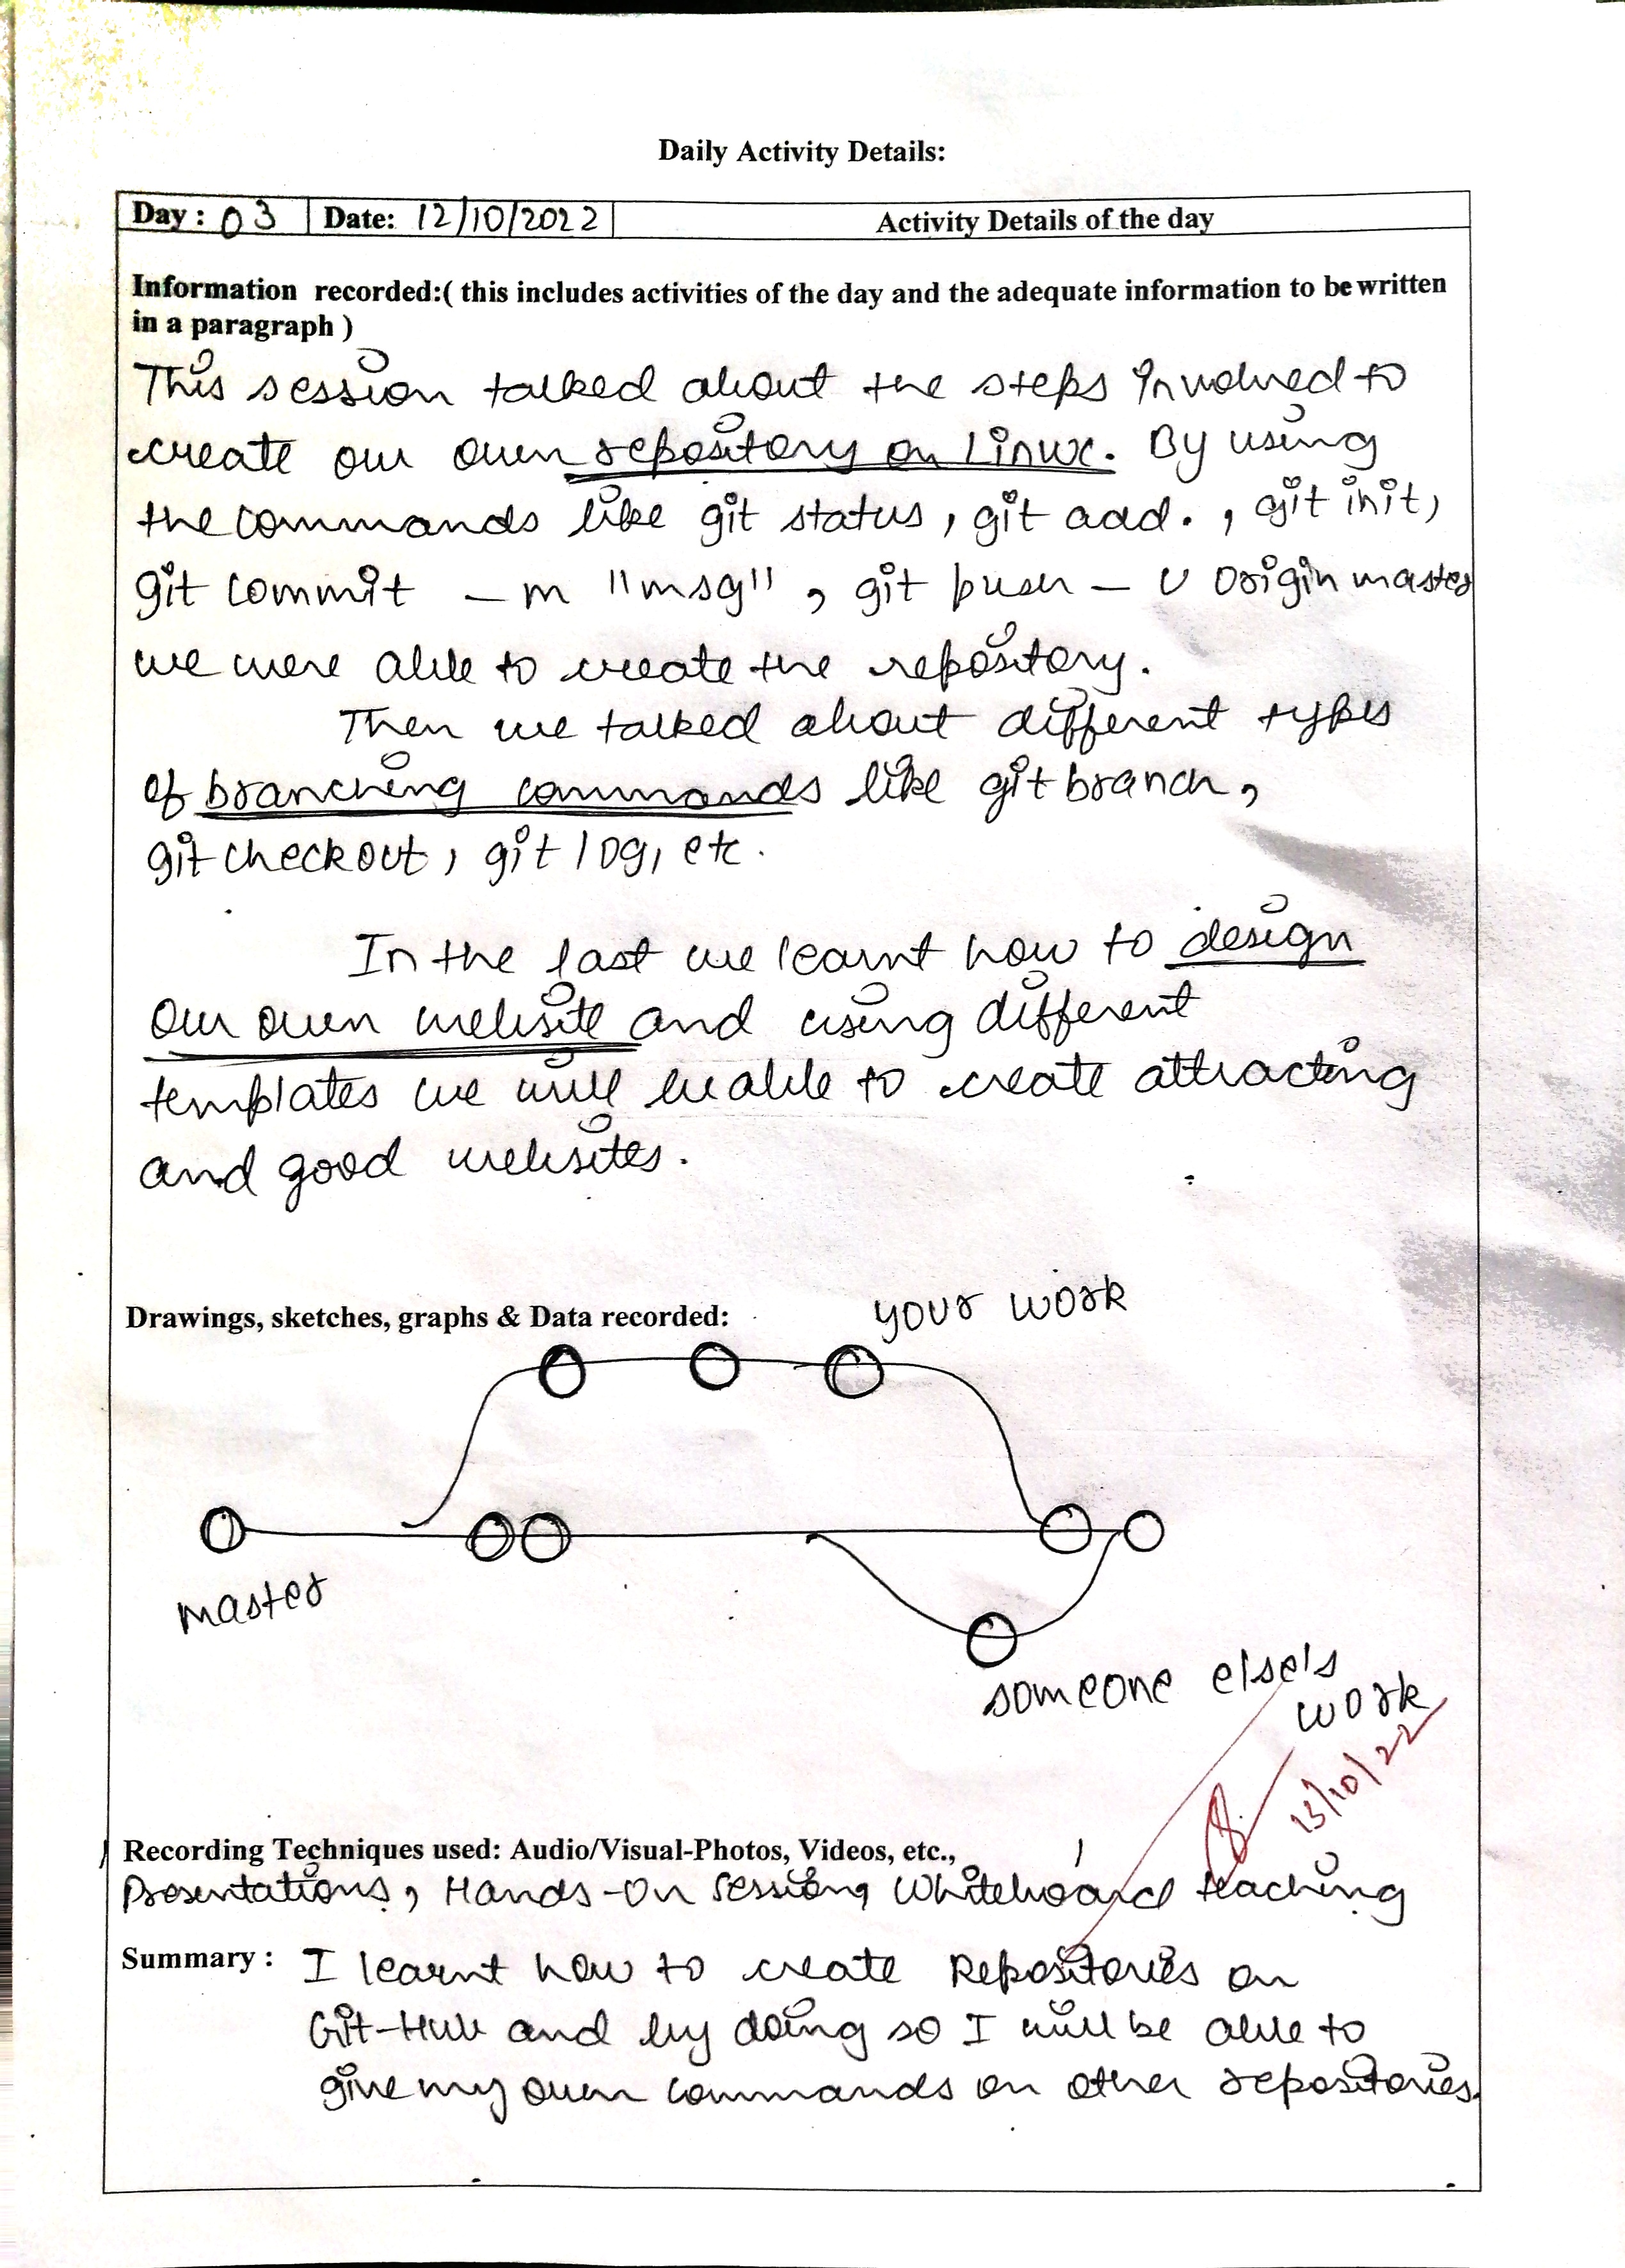 Daily Activity Details:
Day : 03 Date: 12/10/2022 Activity Details of the day
Information recorded:( this includes activities of the day and the adequate information to be written
in a paragraph )
This session talked about the steps involved to
create our own repository on Linux. By using
the commands like git status, git add . , git init,
git commit - m "msg", git push - u origin master
we were able to create the repository.
Then we talked about different types
of branching commands like git branch,
git checkout, git log, etc.
In the last we learnt how to design
our own website and using different
templates we will be able to create attracting
and good websites.
Drawings, sketches, graphs & Data recorded:
your work
master
someone else's
work
13/10/22
Recording Techniques used: Audio/Visual-Photos, Videos, etc.,
Presentations, Hands-On Session, Whiteboard teaching
Summary : I learnt how to create Repositories on
Git-Hub and by doing so I will be able to
give my own commands on other repositories.